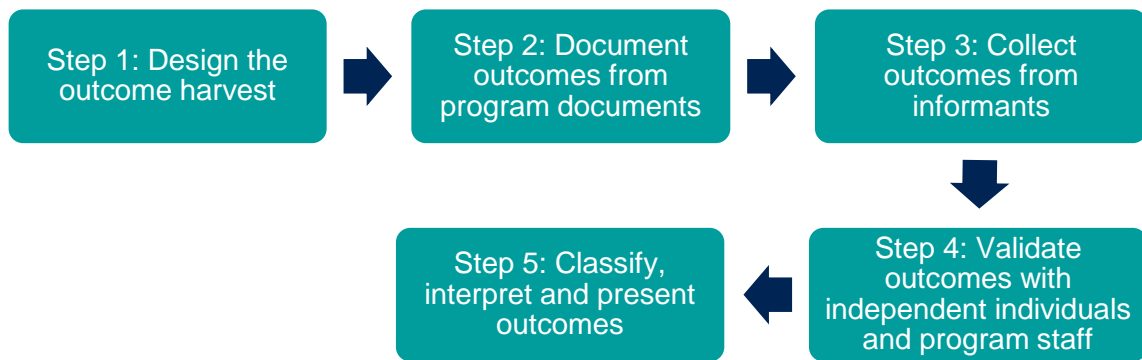 Step 1: Design the
outcome harvest
Step 2: Document
outcomes from
program documents
Step 3: Collect
outcomes from
informants
Step 4: Validate
outcomes with
independent individuals
and program staff
Step 5: Classify,
interpret and present
outcomes